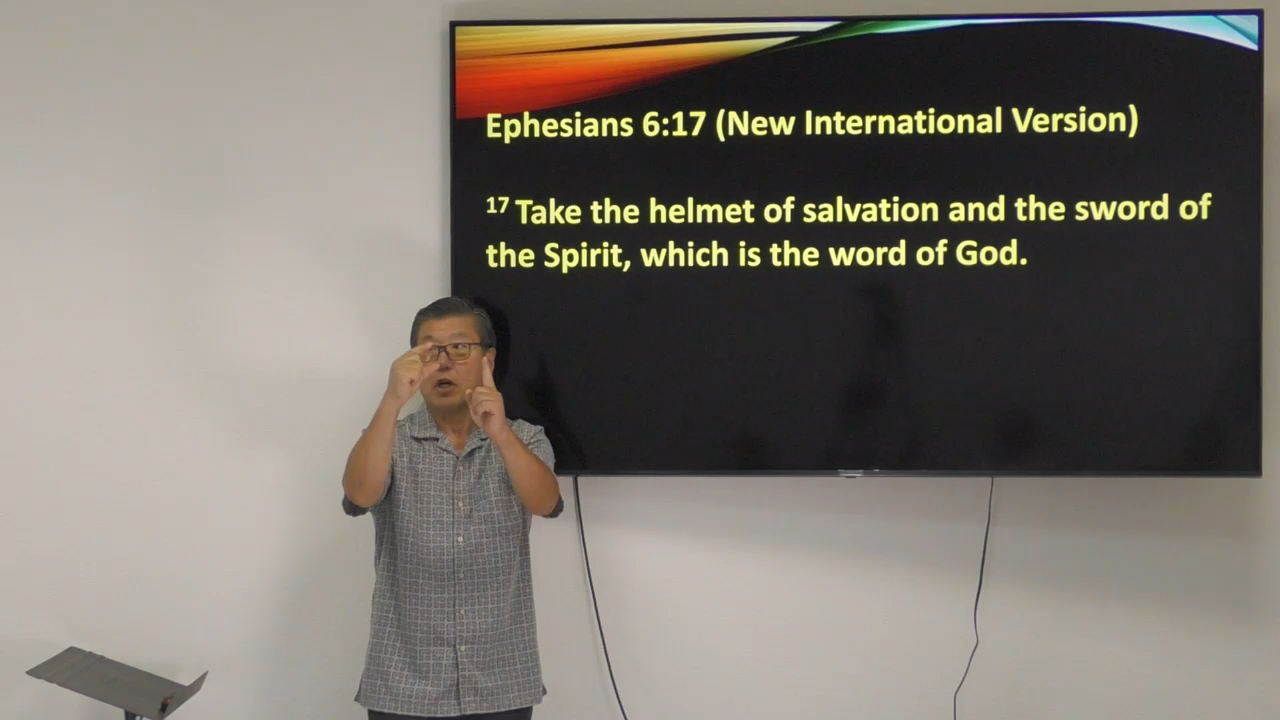 Ephesians 6:17 (New International Version)
17 Take the helmet of salvation and the sword of
the Spirit, which is the word of God.